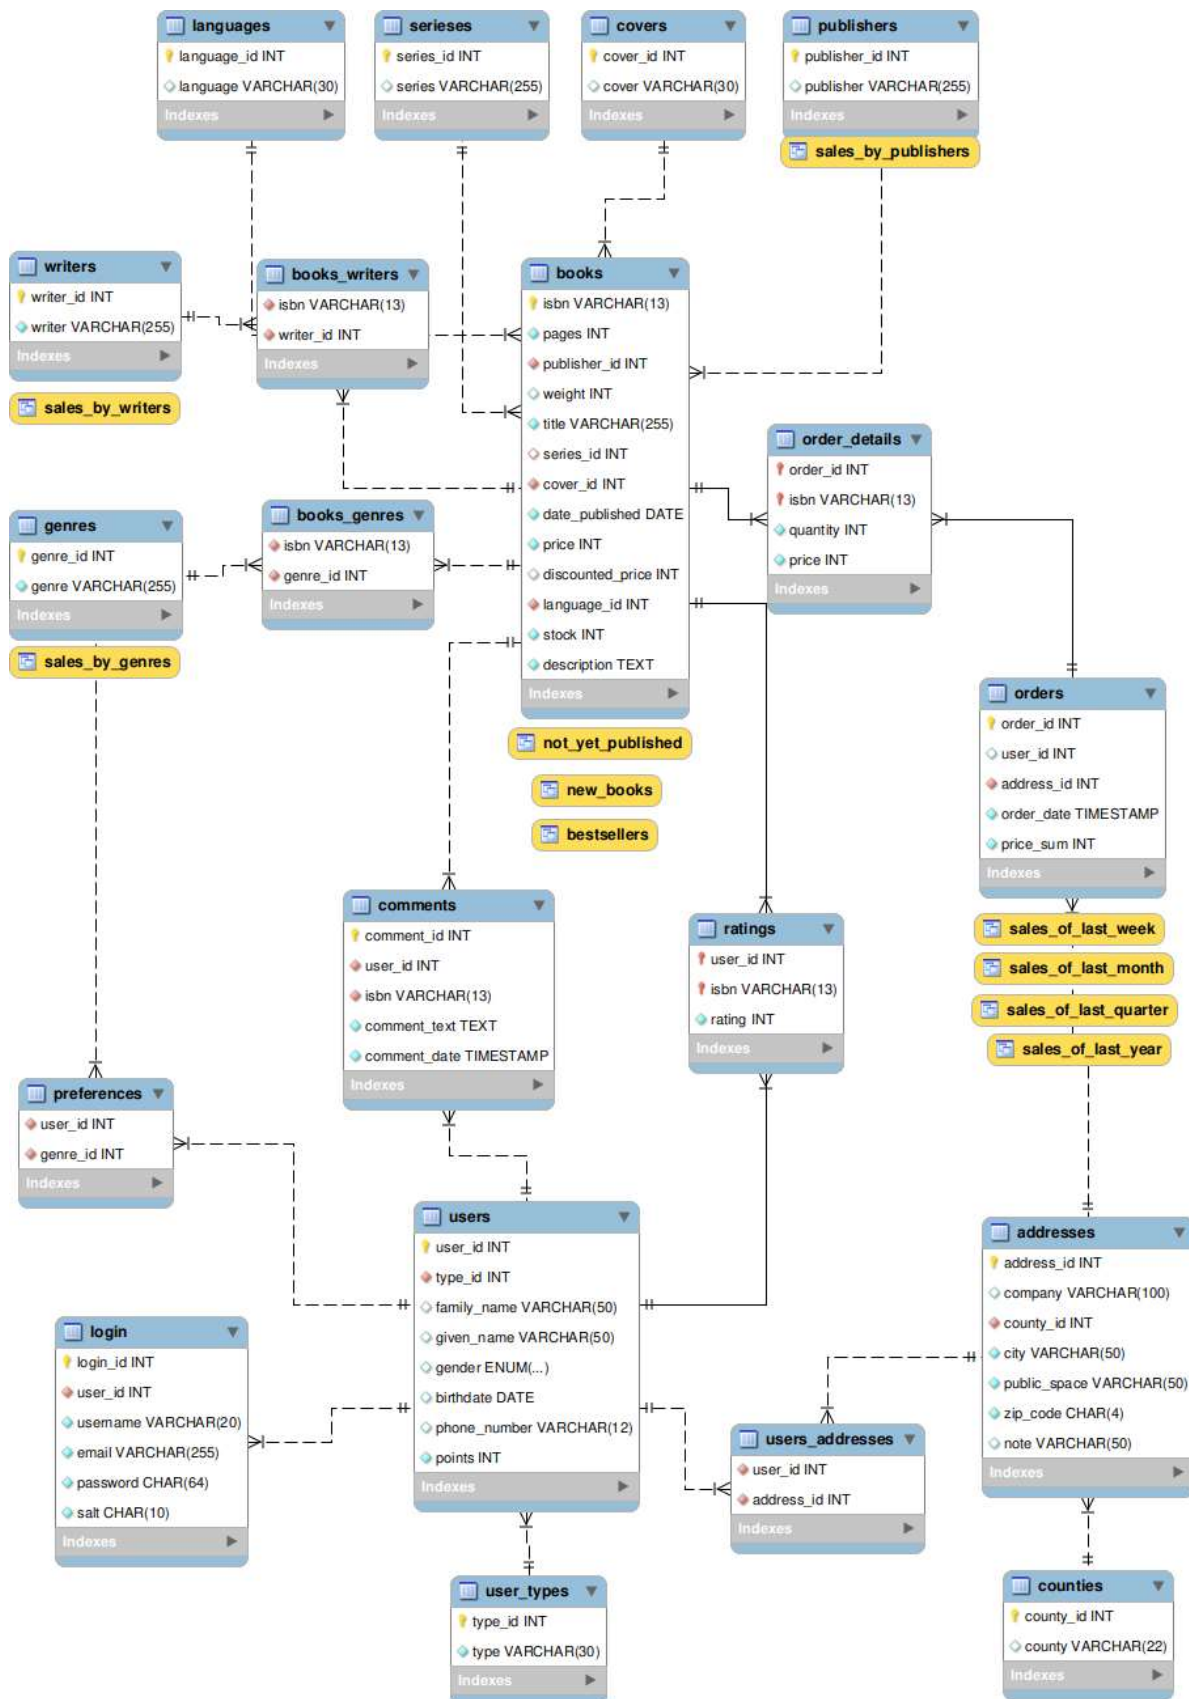 languages
language_id INT
language VARCHAR(30)
Indexes
serieses
series_id INT
series VARCHAR(255)
Indexes
covers
cover_id INT
cover VARCHAR(30)
Indexes
publishers
publisher_id INT
publisher VARCHAR(255)
Indexes
sales_by_publishers
writers
writer_id INT
writer VARCHAR(255)
Indexes
sales_by_writers
books_writers
isbn VARCHAR(13)
writer_id INT
Indexes
books
isbn VARCHAR(13)
pages INT
publisher_id INT
weight INT
title VARCHAR(255)
series_id INT
cover_id INT
date_published DATE
price INT
discounted_price INT
language_id INT
stock INT
description TEXT
Indexes
not_yet_published
new_books
bestsellers
order_details
order_id INT
isbn VARCHAR(13)
quantity INT
price INT
Indexes
genres
genre_id INT
genre VARCHAR(255)
Indexes
sales_by_genres
books_genres
isbn VARCHAR(13)
genre_id INT
Indexes
orders
order_id INT
user_id INT
address_id INT
order_date TIMESTAMP
price_sum INT
Indexes
sales_of_last_week
sales_of_last_month
sales_of_last_quarter
sales_of_last_year
comments
comment_id INT
user_id INT
isbn VARCHAR(13)
comment_text TEXT
comment_date TIMESTAMP
Indexes
ratings
user_id INT
isbn VARCHAR(13)
rating INT
Indexes
preferences
user_id INT
genre_id INT
Indexes
users
user_id INT
type_id INT
family_name VARCHAR(50)
given_name VARCHAR(50)
gender ENUM(...)
birthdate DATE
phone_number VARCHAR(12)
points INT
Indexes
addresses
address_id INT
company VARCHAR(100)
county_id INT
city VARCHAR(50)
public_space VARCHAR(50)
zip_code CHAR(4)
note VARCHAR(50)
Indexes
login
login_id INT
user_id INT
username VARCHAR(20)
email VARCHAR(255)
password CHAR(64)
salt CHAR(10)
Indexes
users_addresses
user_id INT
address_id INT
Indexes
user_types
type_id INT
type VARCHAR(30)
Indexes
counties
county_id INT
county VARCHAR(22)
Indexes